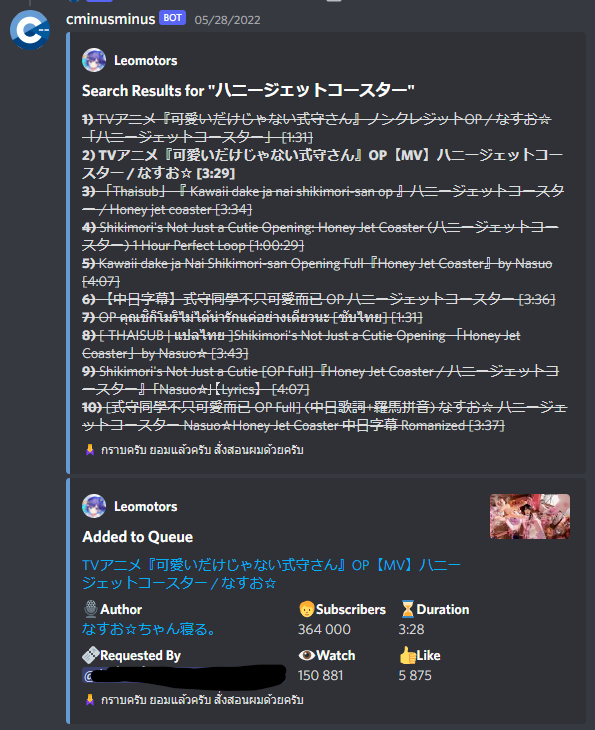 cminusminus BOT 05/28/2022
Leomotors
Search Results for "ハニージェットコースター"
1) TVアニメ『可愛いだけじゃない式守さん』ノンクレジットOP / なすお☆
「ハニージェットコースター」 [1:31]
2) TVアニメ『可愛いだけじゃない式守さん』OP【MV】ハニージェットコー
スター / なすお☆ [3:29]
3) 「Thaisub」『 Kawaii dake ja nai shikimori-san op 』ハニージェットコースタ
ー / Honey jet coaster [3:34]
4) Shikimori's Not Just a Cutie Opening: Honey Jet Coaster (ハニージェットコー
スター) 1 Hour Perfect Loop [1:00:29]
5) Kawaii dake ja Nai Shikimori-san Opening Full『Honey Jet Coaster』by Nasuo
[4:07]
6) 【中日字幕】式守同學不只可愛而已 OP ハニージェットコースター [3:36]
7) OP คุณชิกิโมริไม่ได้น่ารักแค่อย่างเดียวนะ [ซับไทย] [1:31]
8) [ THAISUB | แปลไทย ]Shikimori's Not Just a Cutie Opening 「Honey Jet
Coaster」by Nasuo☆ [3:43]
9) Shikimori's Not Just a Cutie [OP Full]『Honey Jet Coaster / ハニージェットコ
ースター』「Nasuo☆」【Lyrics】 [4:07]
10) [式守同學不只可愛而已 OP Full] (中日歌詞+羅馬拼音) なすお☆ ハニージェ
ットコースター Nasuo☆Honey Jet Coaster 中日字幕 Romanized [3:37]
กราบครับ ยอมแล้วครับ สั่งสอนผมด้วยครับ
Leomotors
Added to Queue
TVアニメ『可愛いだけじゃない式守さん』OP【MV】ハニー
ジェットコースター / なすお☆
Author Subscribers Duration
なすお☆ちゃん寝る。 364 000 3:28
Requested By Watch Like
@ 150 881 5 875
กราบครับ ยอมแล้วครับ สั่งสอนผมด้วยครับ